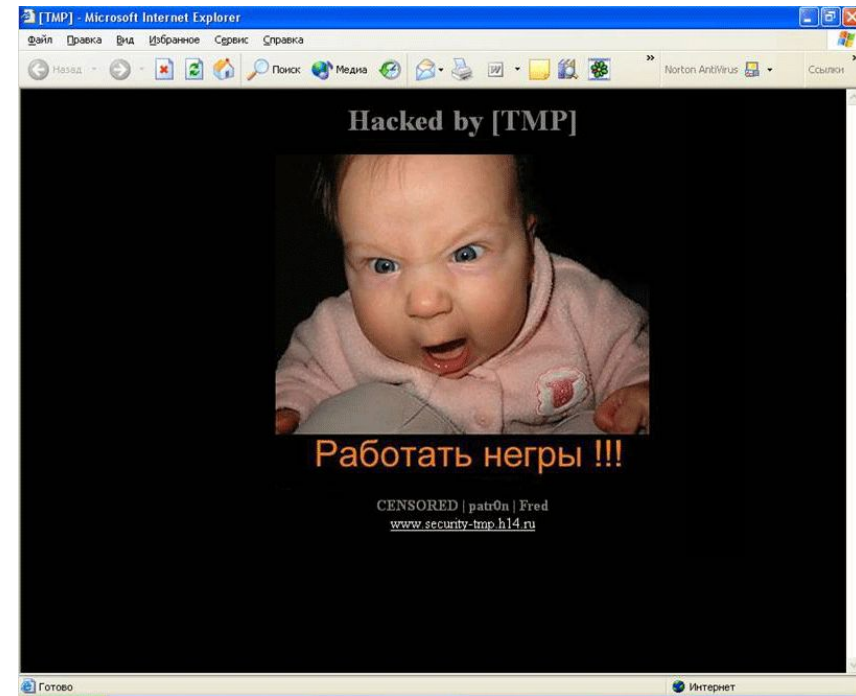 [TMP] - Microsoft Internet Explorer
Файл Правка Вид Избранное Сервис Справка
Назад Поиск Медиа Norton AntiVirus Ссылки
Hacked by [TMP]
Работать негры !!!
CENSORED | patr0n | Fred
www.security-tmp.h14.ru
Готово Интернет